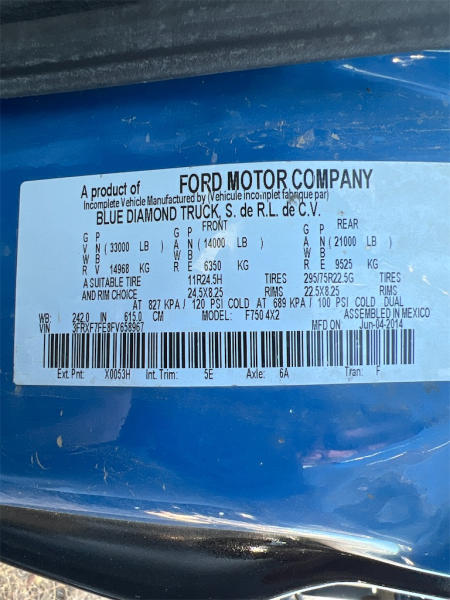 A product of FORD MOTOR COMPANY
Incomplete Vehicle Manufactured by (Vehicule incomplet fabrique par)
BLUE DIAMOND TRUCK, S. de R.L. de C.V.
FRONT REAR
G P G P G P
V N 33000 LB A N 14000 LB A N 21000 LB
W B W B W B
R V 14968 KG R E 6350 KG R E 9525 KG
A SUITABLE TIRE 11R24.5H TIRES 295/75R22.5G
AND RIM CHOICE 24.5X8.25 RIMS 22.5X8.25 RIMS
AT 827 KPA/ 120 PSI COLD AT 689 KPA/ 100 PSI COLD DUAL
WB: 242.0 IN 615.0 CM MODEL: F750 4X2 ASSEMBLED IN MEXICO
VIN 3FRXF7FE8FV658967 MFD ON Jun-04-2014
Ext. Pnt: X0053H Int. Trim: 5E Axle: 6A Tran: F